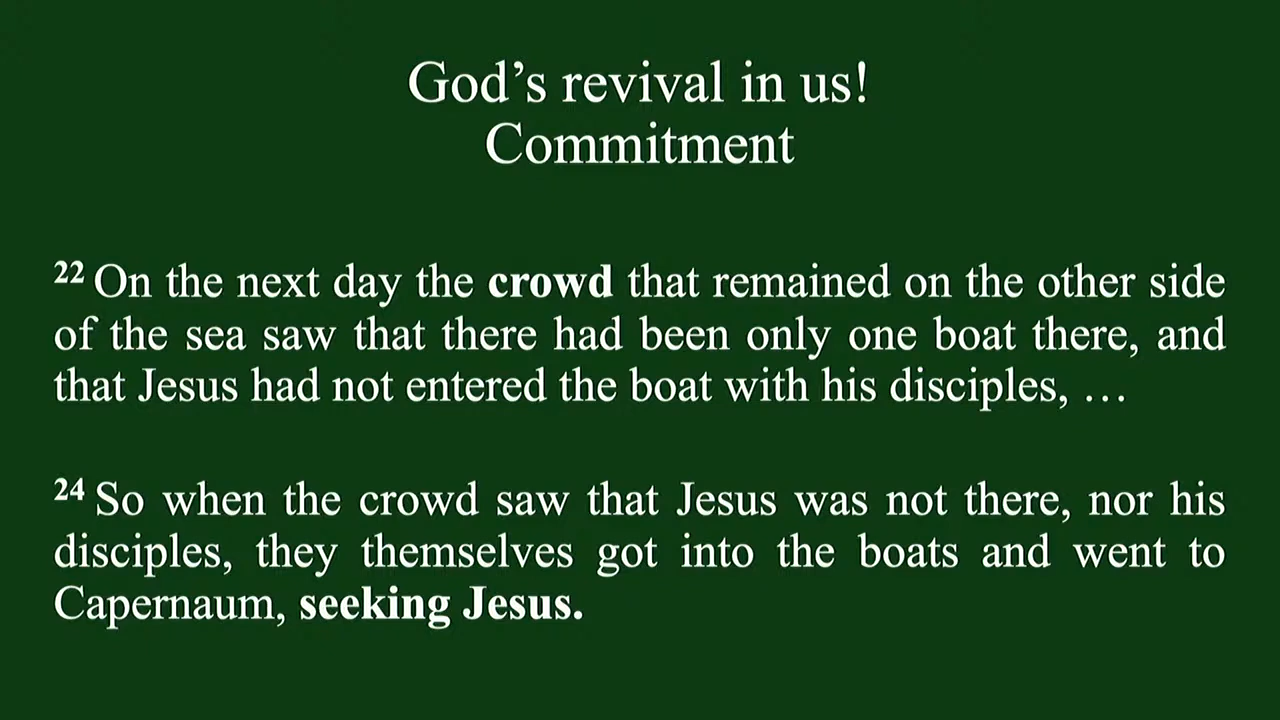 God’s revival in us!
Commitment
22 On the next day the crowd that remained on the other side
of the sea saw that there had been only one boat there, and
that Jesus had not entered the boat with his disciples, …
24 So when the crowd saw that Jesus was not there, nor his
disciples, they themselves got into the boats and went to
Capernaum, seeking Jesus.